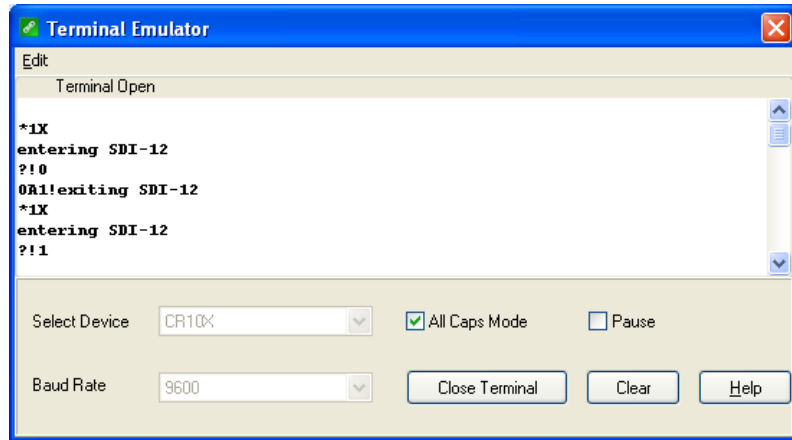 Terminal Emulator
Edit
Terminal Open
*1X
entering SDI-12
?!0
0A1!exiting SDI-12
*1X
entering SDI-12
?!1
Select Device CR10X All Caps Mode Pause
Baud Rate 9600 Close Terminal Clear Help